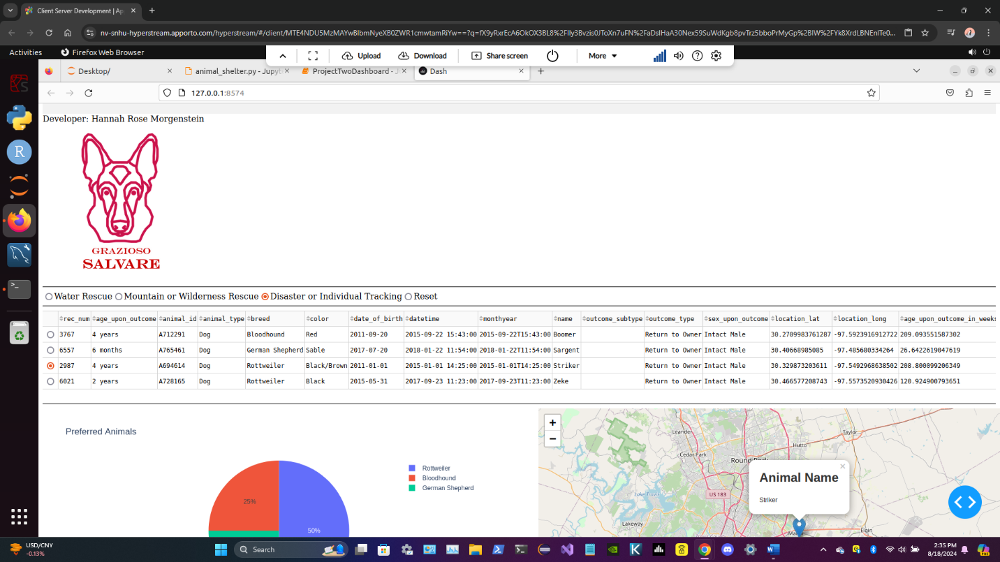 Client Server Development | Ap
nv-snhu-hyperstream.apporto.com/hyperstream/#/client/
Activities
Firefox Web Browser
Upload
Download
Share screen
More
Desktop/
animal_shelter.py - Jupyt
ProjectTwoDashboard - J
Dash
127.0.0.1:8574
Developer: Hannah Rose Morgenstein
GRAZIOSO
SALVARE
Water Rescue Mountain or Wilderness Rescue Disaster or Individual Tracking Reset
rec_num age_upon_outcome animal_id animal_type breed color date_of_birth datetime monthyear name outcome_subtype outcome_type sex_upon_outcome location_lat location_long age_upon_outcome_in_weeks
3767 4 years A712291 Dog Bloodhound Red 2011-09-20 2015-09-22 15:43:00 2015-09-22T15:43:00 Boomer Return to Owner Intact Male 30.2709983761287 -97.5923916912722 209.093551587302
6557 6 months A765461 Dog German Shepherd Sable 2017-07-20 2018-01-22 11:54:00 2018-01-22T11:54:00 Sargent Return to Owner Intact Male 30.40668985085 -97.485680334264 26.6422619047619
2987 4 years A694614 Dog Rottweiler Black/Brown 2011-01-01 2015-01-01 14:25:00 2015-01-01T14:25:00 Striker Return to Owner Intact Male 30.329873203611 -97.5492968638502 208.800099206349
6021 2 years A728165 Dog Rottweiler Black 2015-05-31 2017-09-23 11:23:00 2017-09-23T11:23:00 Zeke Return to Owner Intact Male 30.466577208743 -97.5573520930426 120.924900793651
Preferred Animals
Rottweiler
Bloodhound
German Shepherd
25%
50%
+
−
Leander
Taylor
Hutto
Cedar Park
Round
Animal Name
Striker
US 183
Lake Travis
Lakeway
Elgin
USD/CNY
-0.13%
Search
2:35 PM
8/18/2024